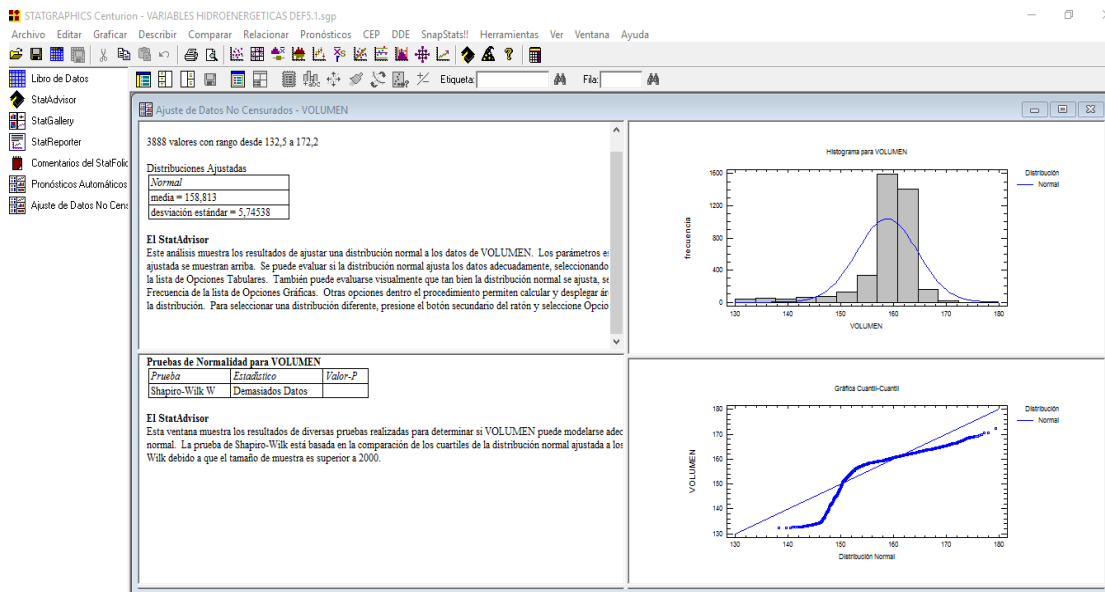 STATGRAPHICS Centurion - VARIABLES HIDROENERGETICAS DEF5.1.sgp
Archivo Editar Graficar Describir Comparar Relacionar Pronósticos CEP DDE SnapStats!! Herramientas Ver Ventana Ayuda
Etiqueta: Fila:
Libro de Datos
StatAdvisor
StatGallery
StatReporter
Comentarios del StatFolio
Pronósticos Automáticos
Ajuste de Datos No Cens
Ajuste de Datos No Censurados - VOLUMEN
3888 valores con rango desde 132,5 a 172,2
Distribuciones Ajustadas
Normal
media = 158,813
desviación estándar = 5,74538
El StatAdvisor
Este análisis muestra los resultados de ajustar una distribución normal a los datos de VOLUMEN. Los parámetros es
ajustada se muestran arriba. Se puede evaluar si la distribución normal ajusta los datos adecuadamente, seleccionando
la lista de Opciones Tabulares. También puede evaluarse visualmente que tan bien la distribución normal se ajusta, se
Frecuencia de la lista de Opciones Gráficas. Otras opciones dentro el procedimiento permiten calcular y desplegar ár
la distribución. Para seleccionar una distribución diferente, presione el botón secundario del ratón y seleccione Opcio
Histograma para VOLUMEN
Distribución
Normal
frecuencia
1600
1200
800
400
0
130 140 150 160 170 180
VOLUMEN
Pruebas de Normalidad para VOLUMEN
Prueba Estadístico Valor-P
Shapiro-Wilk W Demasiados Datos
El StatAdvisor
Esta ventana muestra los resultados de diversas pruebas realizadas para determinar si VOLUMEN puede modelarse adec
normal. La prueba de Shapiro-Wilk está basada en la comparación de los cuartiles de la distribución normal ajustada a los
Wilk debido a que el tamaño de muestra es superior a 2000.
Gráfica Cuantil-Cuantil
Distribución
Normal
VOLUMEN
180
170
160
150
140
130
130 140 150 160 170 180
Distribución Normal